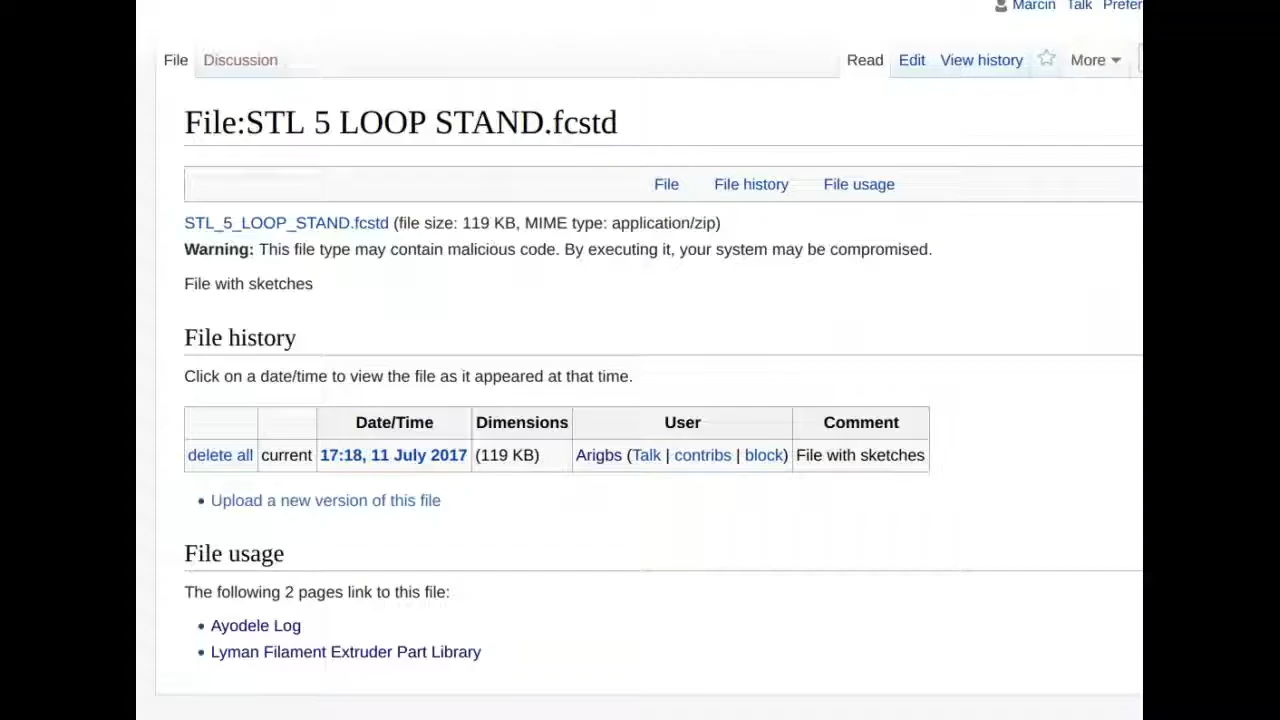 Marcin Talk Prefer
File Discussion Read Edit View history More
File:STL 5 LOOP STAND.fcstd
File File history File usage
STL_5_LOOP_STAND.fcstd (file size: 119 KB, MIME type: application/zip)
Warning: This file type may contain malicious code. By executing it, your system may be compromised.
File with sketches
File history
Click on a date/time to view the file as it appeared at that time.
Date/Time Dimensions User Comment
delete all current 17:18, 11 July 2017 (119 KB) Arigbs (Talk | contribs | block) File with sketches
• Upload a new version of this file
File usage
The following 2 pages link to this file:
• Ayodele Log
• Lyman Filament Extruder Part Library